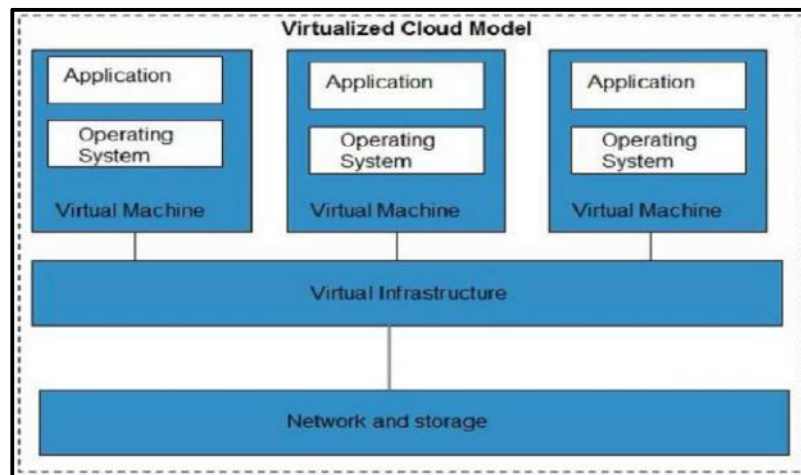 Virtualized Cloud Model
Application
Operating
System
Virtual Machine
Application
Operating
System
Virtual Machine
Application
Operating
System
Virtual Machine
Virtual Infrastructure
Network and storage